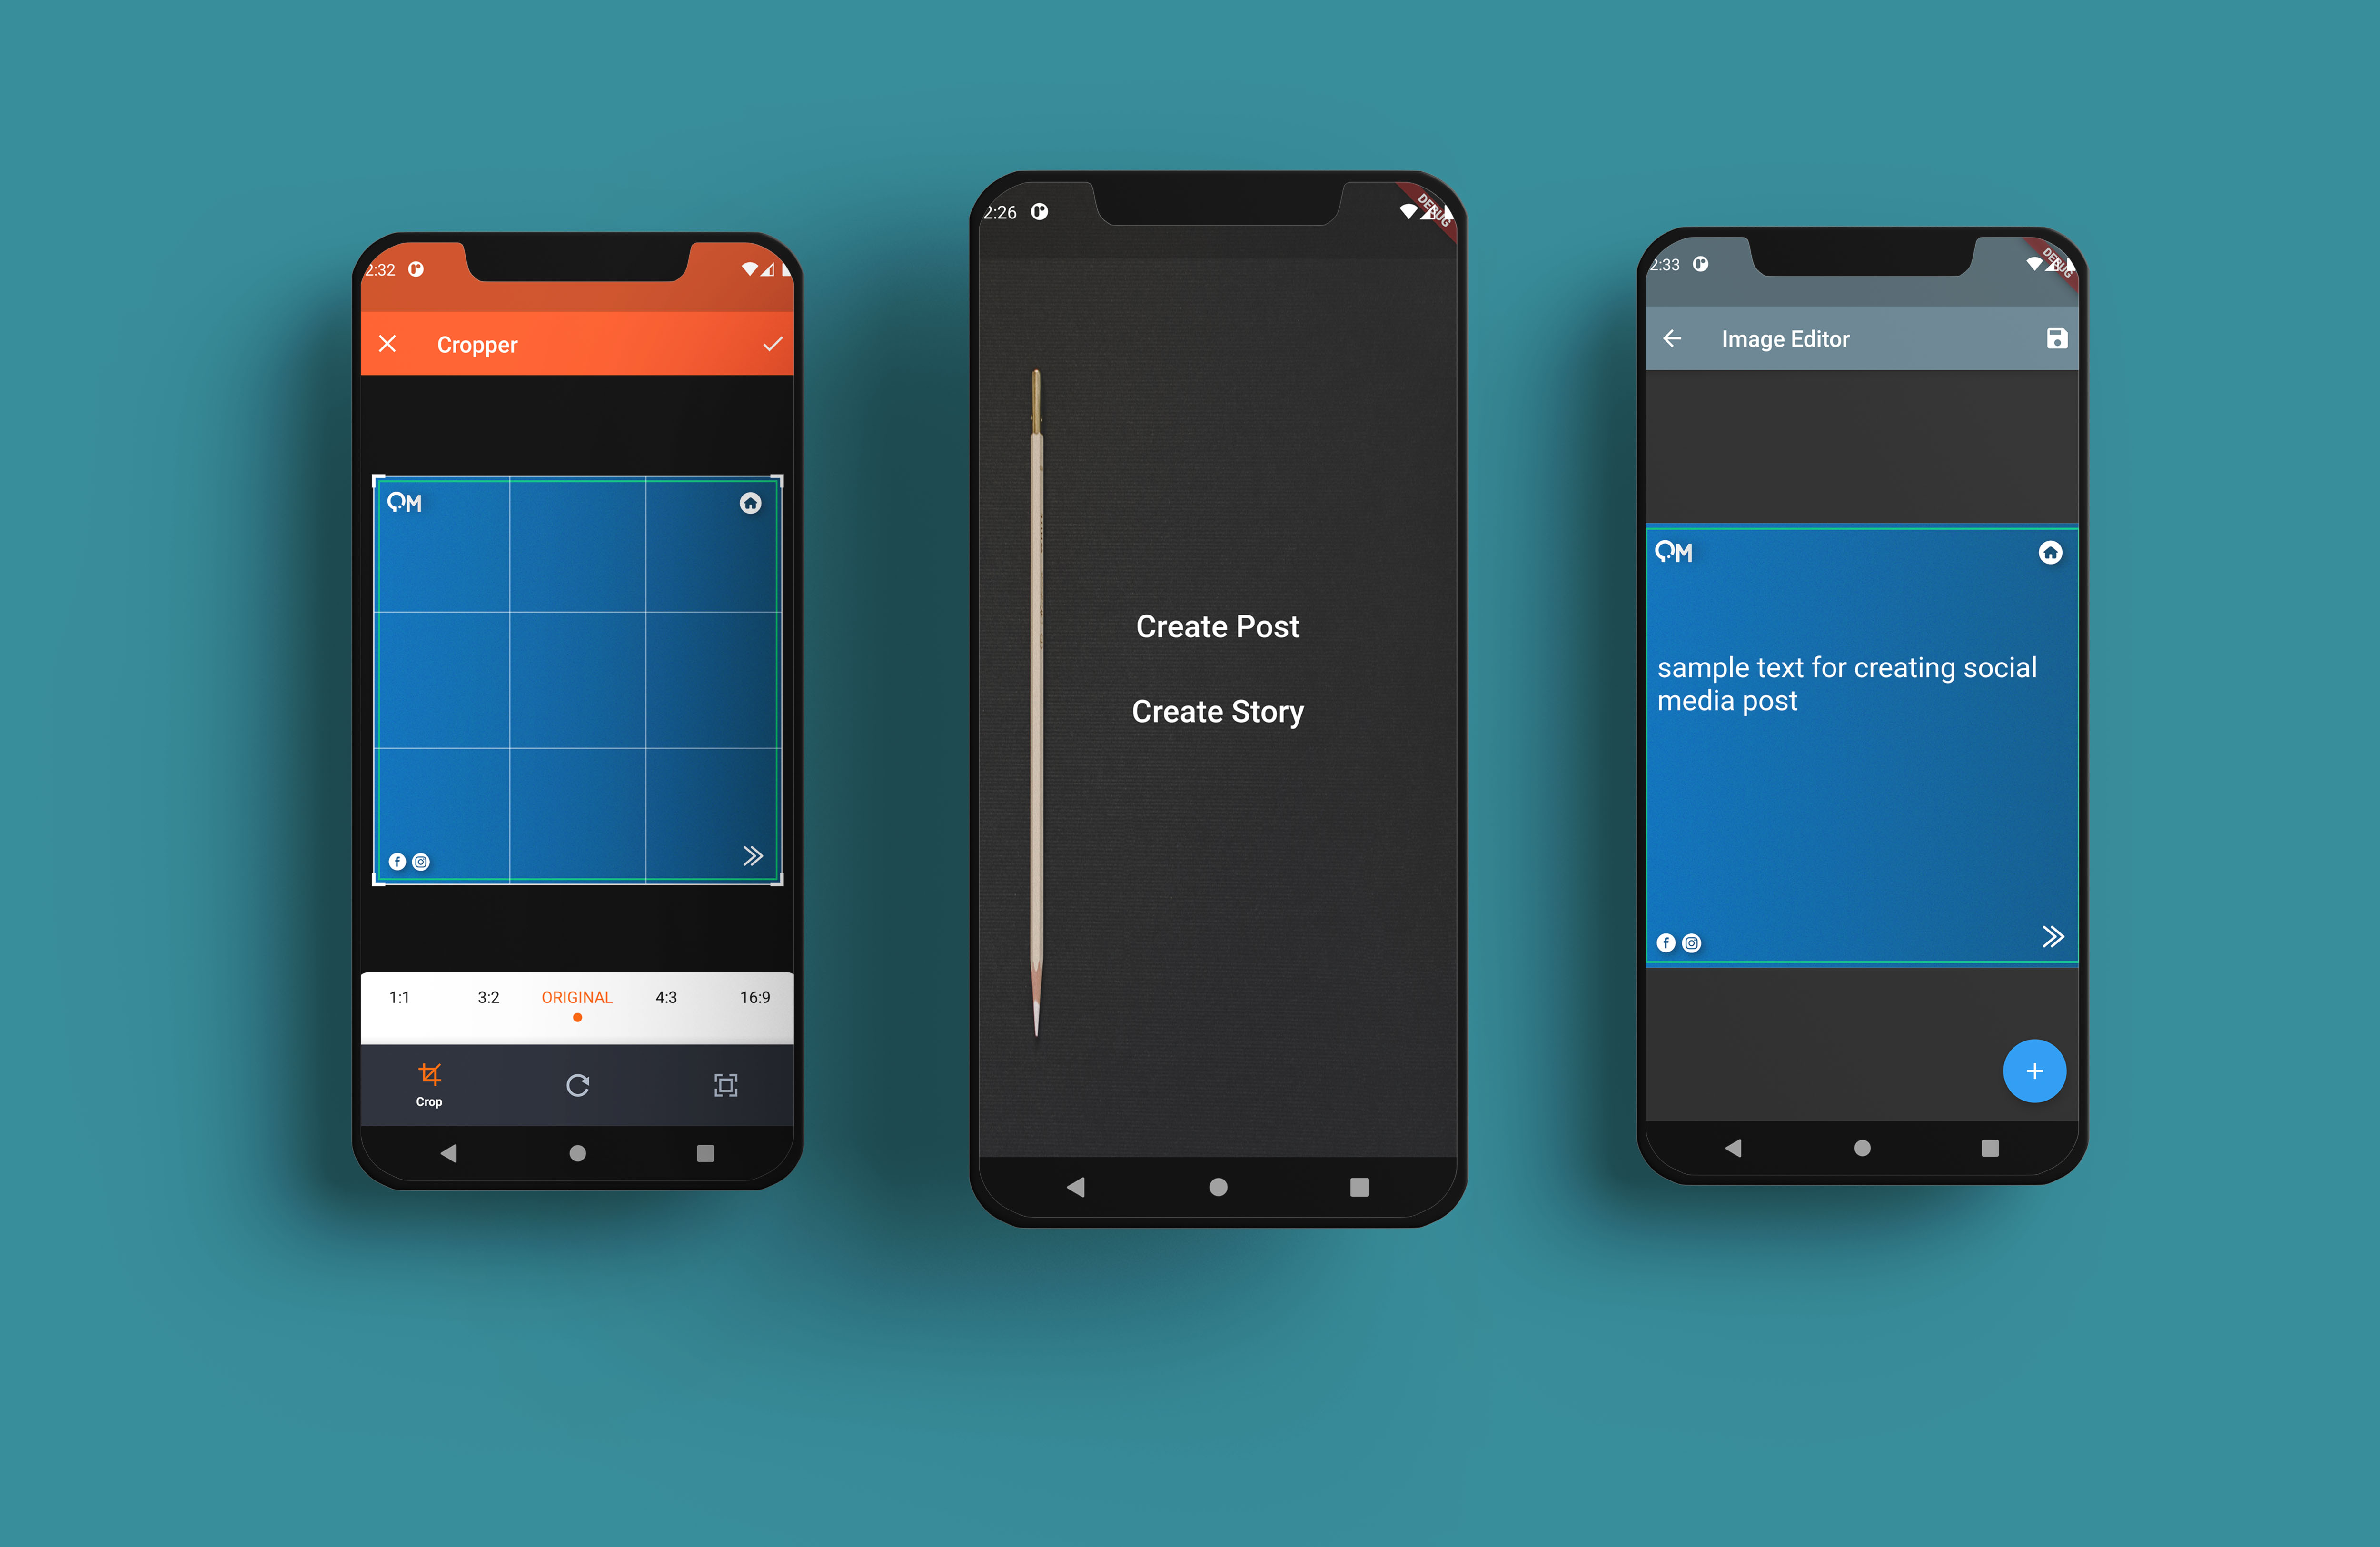 2:32
Cropper
QM
1:1 3:2 ORIGINAL 4:3 16:9
Crop
2:26
DEBUG
Create Post
Create Story
2:33
DEBUG
Image Editor
QM
sample text for creating social
media post